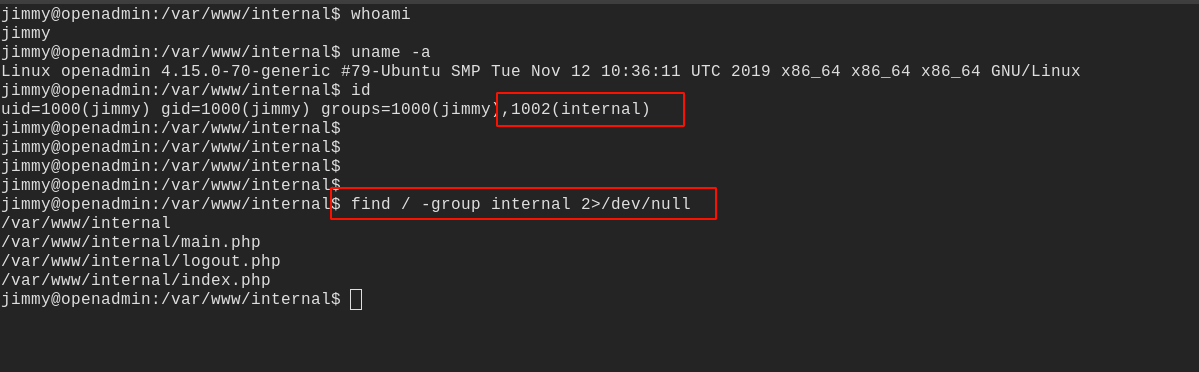 jimmy@openadmin:/var/www/internal$ whoami
jimmy
jimmy@openadmin:/var/www/internal$ uname -a
Linux openadmin 4.15.0-70-generic #79-Ubuntu SMP Tue Nov 12 10:36:11 UTC 2019 x86_64 x86_64 x86_64 GNU/Linux
jimmy@openadmin:/var/www/internal$ id
uid=1000(jimmy) gid=1000(jimmy) groups=1000(jimmy),1002(internal)
jimmy@openadmin:/var/www/internal$
jimmy@openadmin:/var/www/internal$
jimmy@openadmin:/var/www/internal$
jimmy@openadmin:/var/www/internal$
jimmy@openadmin:/var/www/internal$ find / -group internal 2>/dev/null
/var/www/internal
/var/www/internal/main.php
/var/www/internal/logout.php
/var/www/internal/index.php
jimmy@openadmin:/var/www/internal$